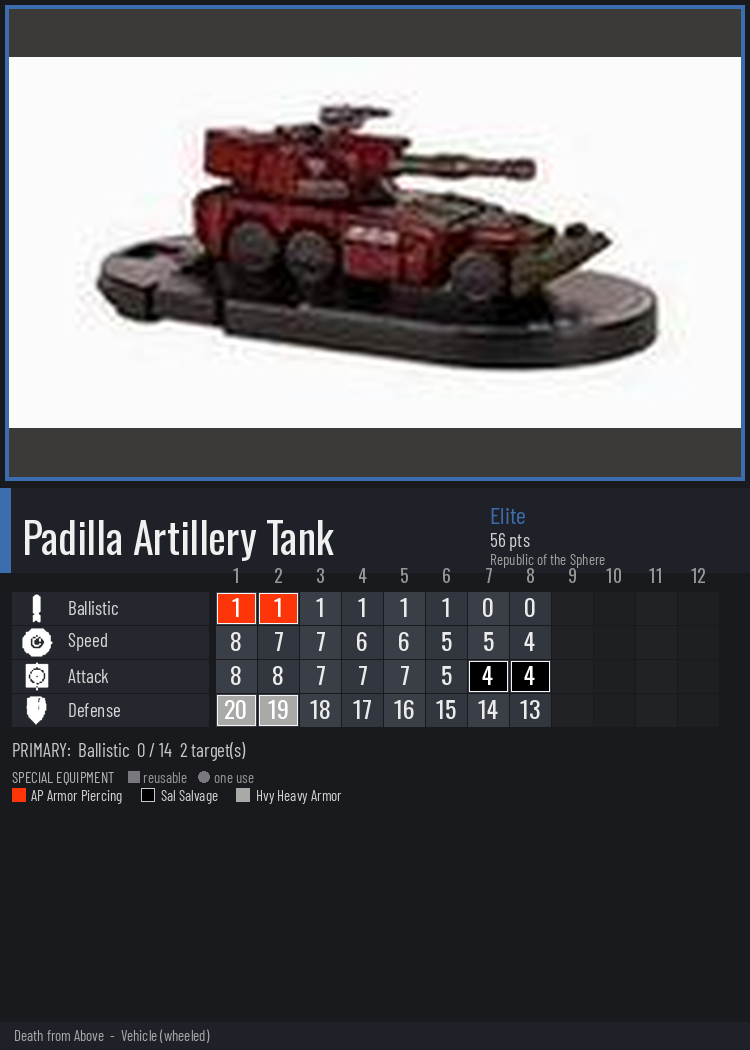 Padilla Artillery Tank
Elite
56 pts
Republic of the Sphere
1 2 3 4 5 6 7 8 9 10 11 12
Ballistic 1 1 1 1 1 1 0 0
Speed 8 7 7 6 6 5 5 4
Attack 8 8 7 7 7 5 4 4
Defense 20 19 18 17 16 15 14 13
PRIMARY: Ballistic 0 / 14 2 target(s)
SPECIAL EQUIPMENT reusable one use
AP Armor Piercing Sal Salvage Hvy Heavy Armor
Death from Above - Vehicle (wheeled)